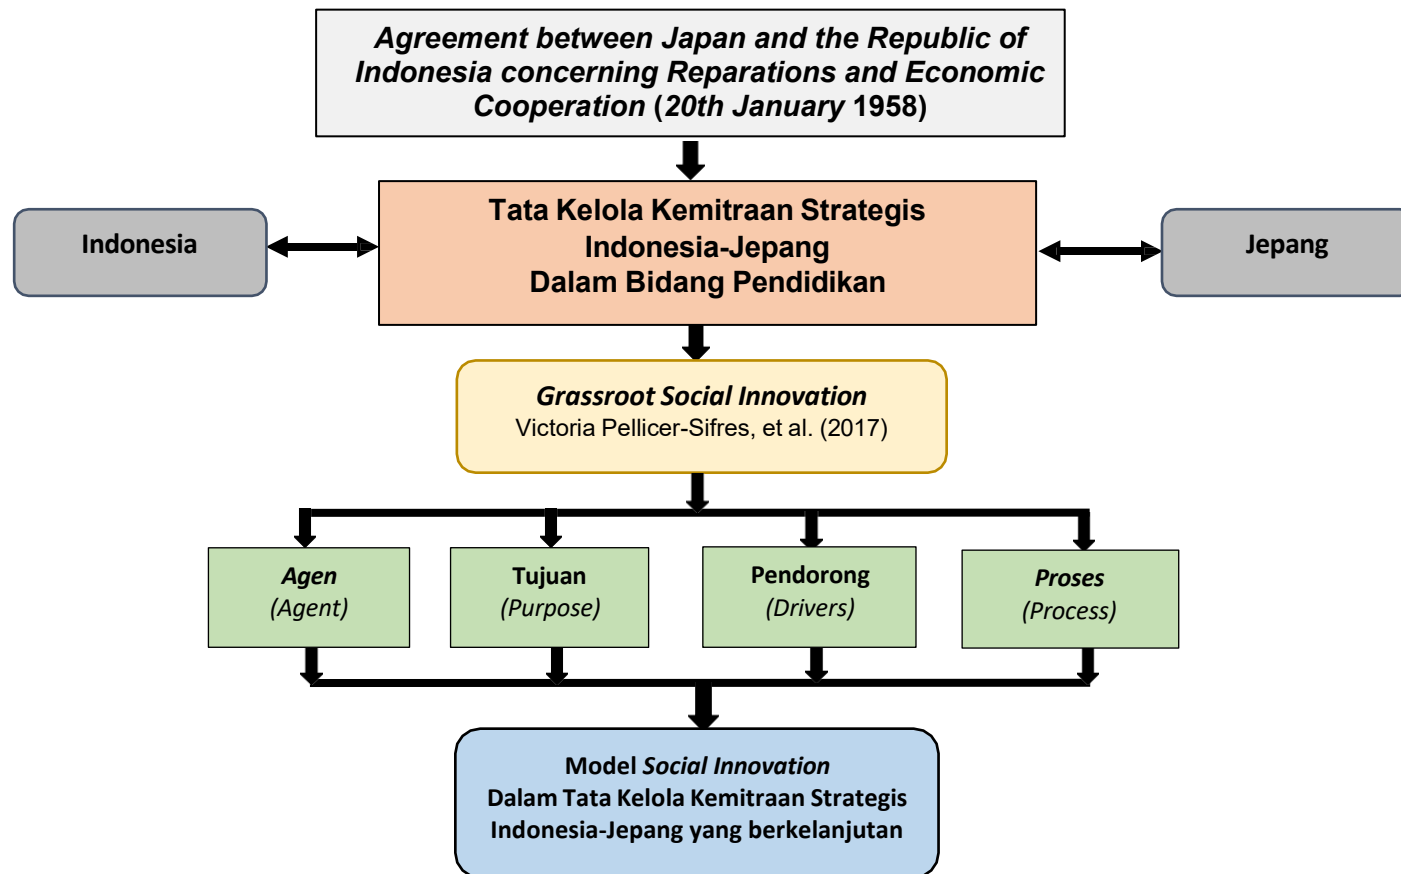 Agreement between Japan and the Republic of
Indonesia concerning Reparations and Economic
Cooperation (20th January 1958)
Tata Kelola Kemitraan Strategis
Indonesia-Jepang
Dalam Bidang Pendidikan
Indonesia
Jepang
Grassroot Social Innovation
Victoria Pellicer-Sifres, et al. (2017)
Agen
(Agent)
Tujuan
(Purpose)
Pendorong
(Drivers)
Proses
(Process)
Model Social Innovation
Dalam Tata Kelola Kemitraan Strategis
Indonesia-Jepang yang berkelanjutan